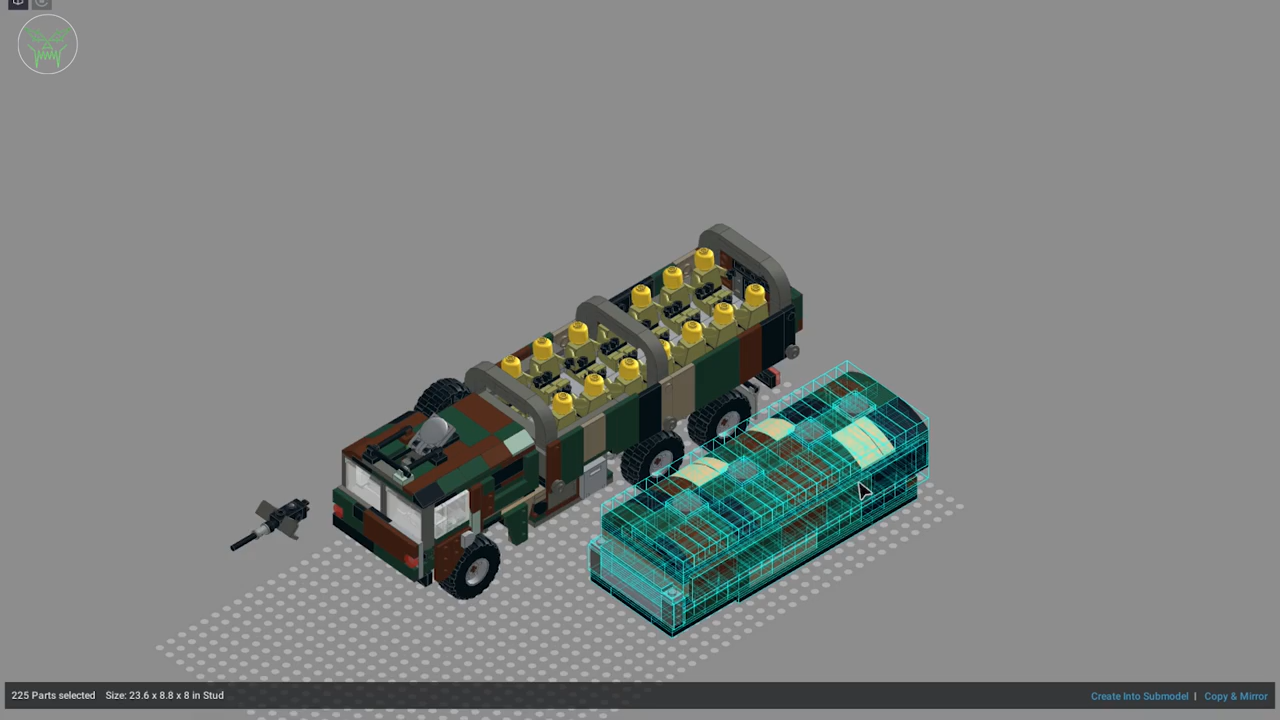 225 Parts selected Size: 23.6 x 8.8 x 8 in Stud Create Into Submodel | Copy & Mirror